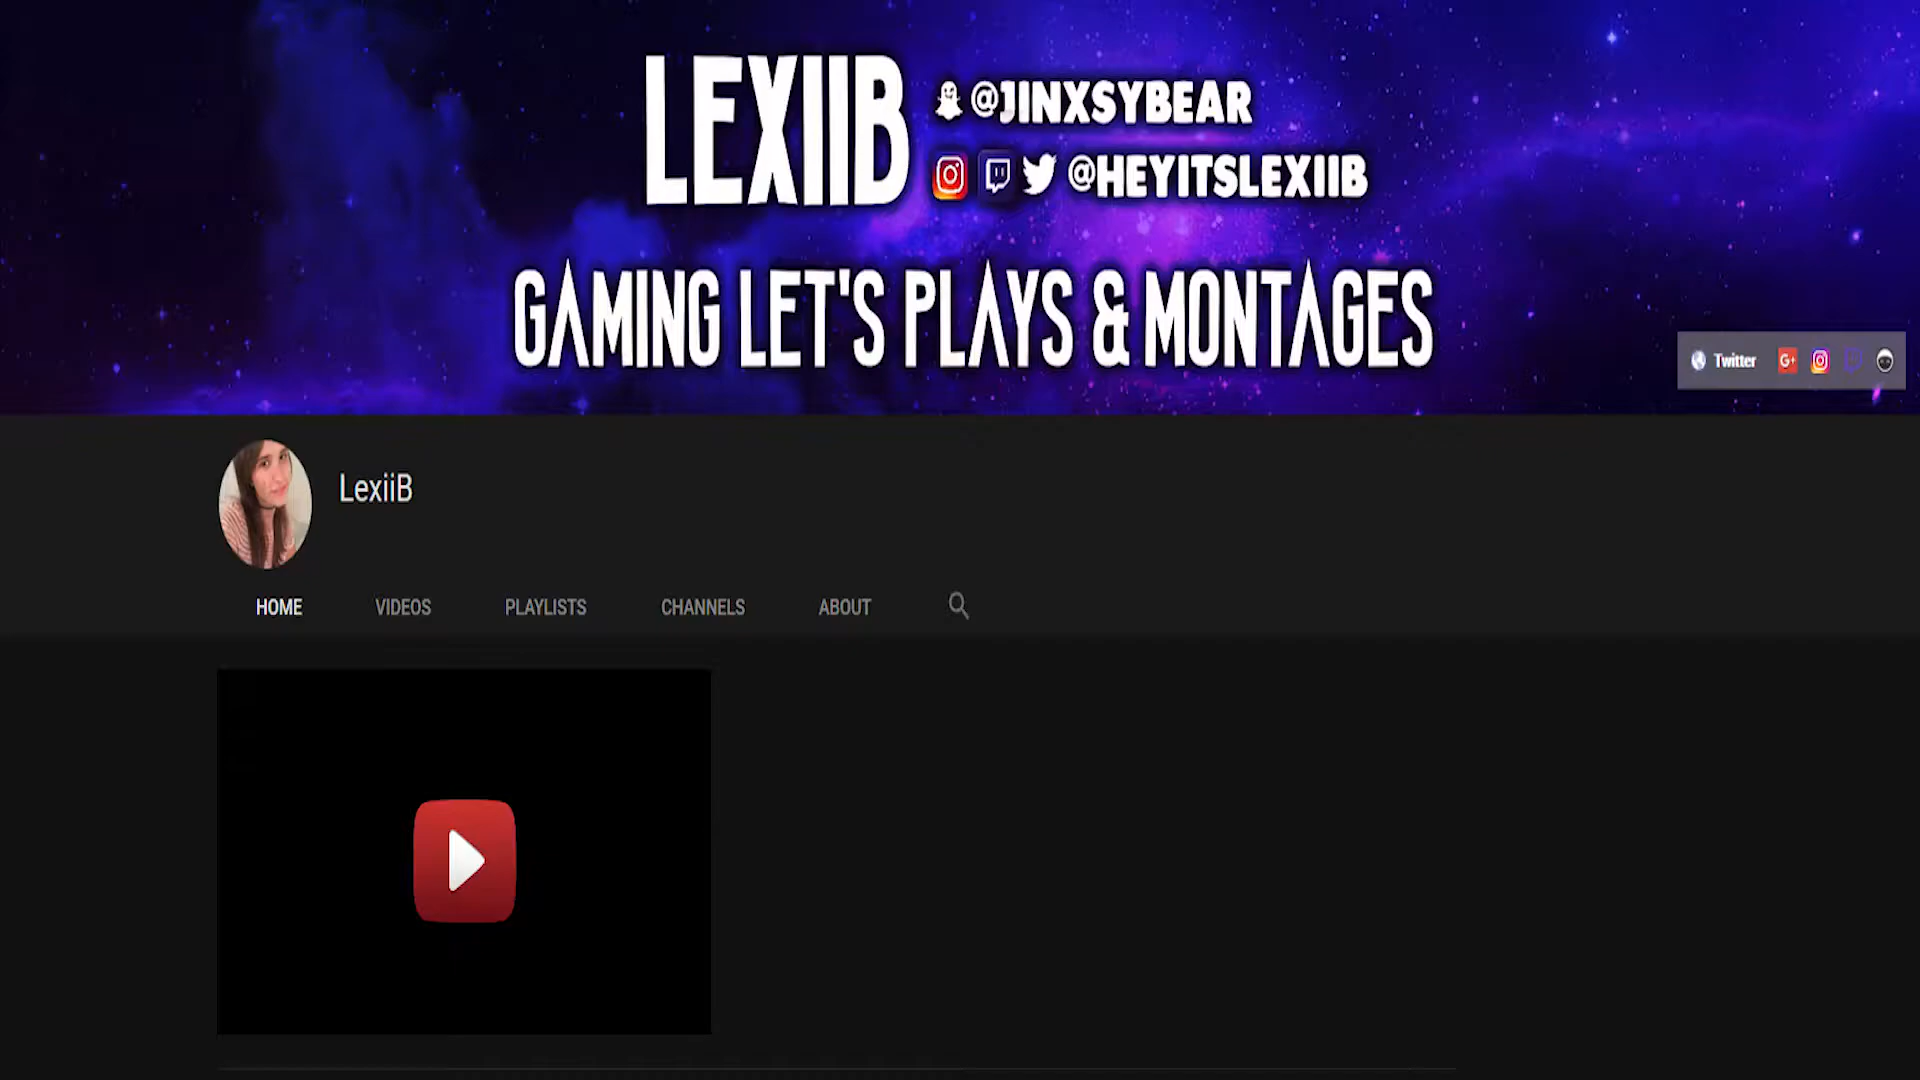 LEXIIB
@JINXSYBEAR
@HEYITSLEXIIB
GAMING LET'S PLAYS & MONTAGES
Twitter G+
LexiiB
HOME VIDEOS PLAYLISTS CHANNELS ABOUT